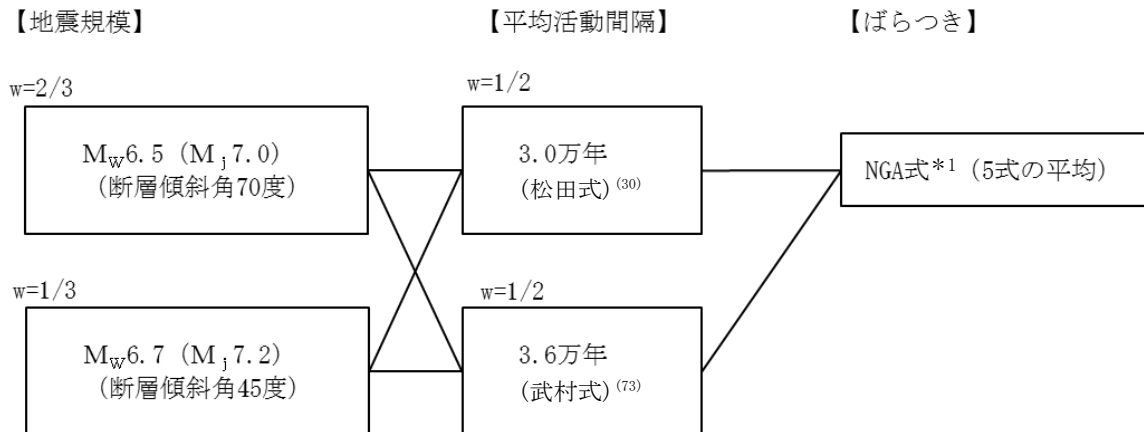 【地震規模】
【平均活動間隔】
【ばらつき】
w=2/3
MW6.5（Mj7.0）
（断層傾斜角70度）
w=1/3
MW6.7（Mj7.2）
（断層傾斜角45度）
w=1/2
3.0万年
(松田式)(30)
w=1/2
3.6万年
(武村式)(73)
NGA式*1（5式の平均）